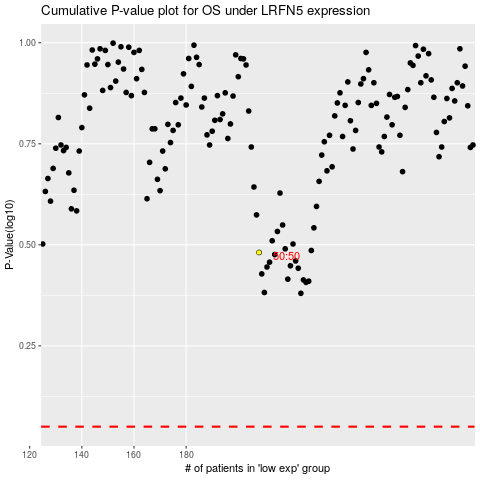 Cumulative P-value plot for OS under LRFN5 expression
P-Value(log10)
1.00
0.75
0.50
0.25
50:50
120 140 160 180
# of patients in 'low exp' group